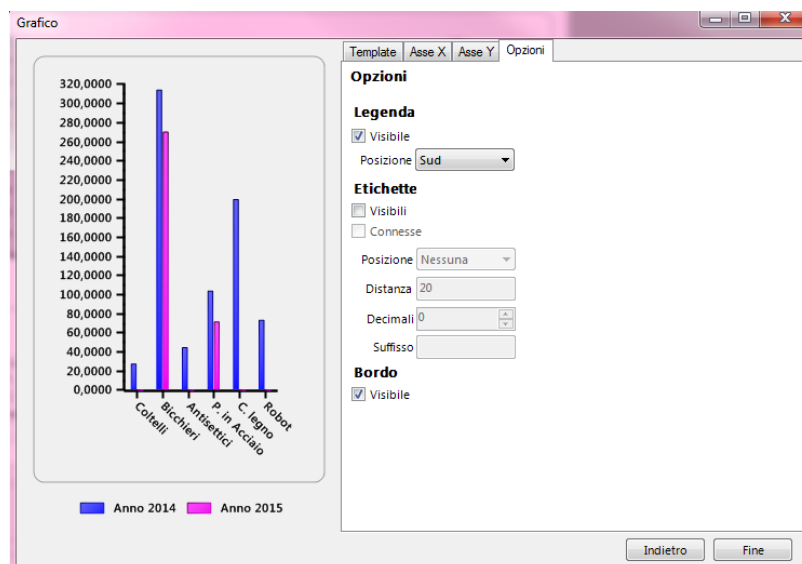 Grafico
Template Asse X Asse Y Opzioni
320,0000
300,0000
280,0000
260,0000
240,0000
220,0000
200,0000
180,0000
160,0000
140,0000
120,0000
100,0000
80,0000
60,0000
40,0000
20,0000
0,0000
Coltelli
Bicchieri
Antisettici
P. in Acciaio
C. legno
Robot
Anno 2014 Anno 2015
Opzioni
Legenda
Visibile
Posizione Sud
Etichette
Visibili
Connesse
Posizione Nessuna
Distanza 20
Decimali 0
Suffisso
Bordo
Visibile
Indietro Fine